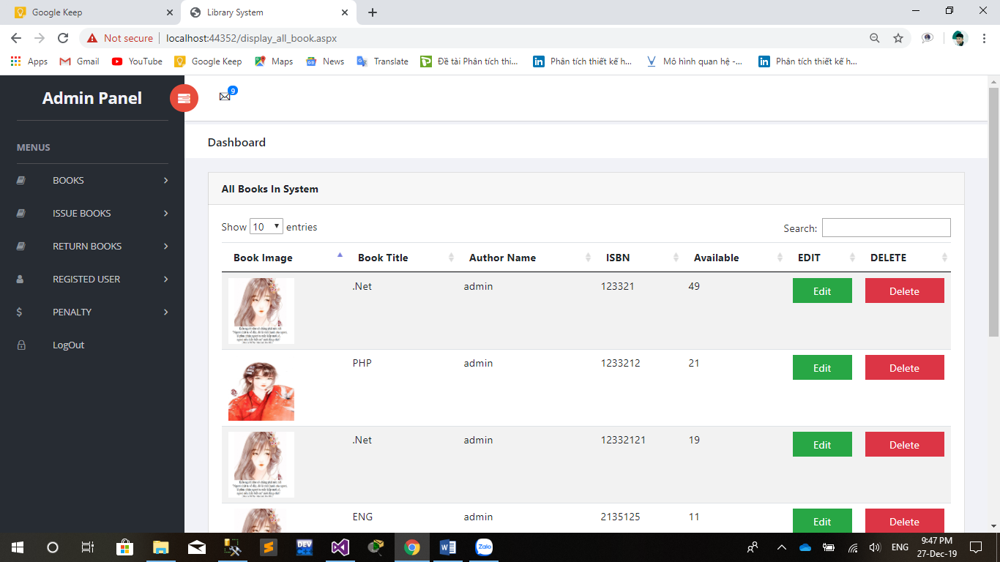 Google Keep
Library System
Not secure
localhost:44352/display_all_book.aspx
Apps
Gmail
YouTube
Google Keep
Maps
News
Translate
Đề tài Phân tích thi...
Phân tích thiết kế h...
Mô hình quan hệ -...
Phân tích thiết kế h...
Admin Panel
9
MENUS
BOOKS
ISSUE BOOKS
RETURN BOOKS
REGISTED USER
PENALTY
LogOut
Dashboard
All Books In System
Show 10 entries
Search:
Book Image Book Title Author Name ISBN Available EDIT DELETE
.Net admin 123321 49 Edit Delete
PHP admin 1233212 21 Edit Delete
.Net admin 12332121 19 Edit Delete
ENG admin 2135125 11 Edit Delete
DEV
Zalo
ENG
9:47 PM
27-Dec-19